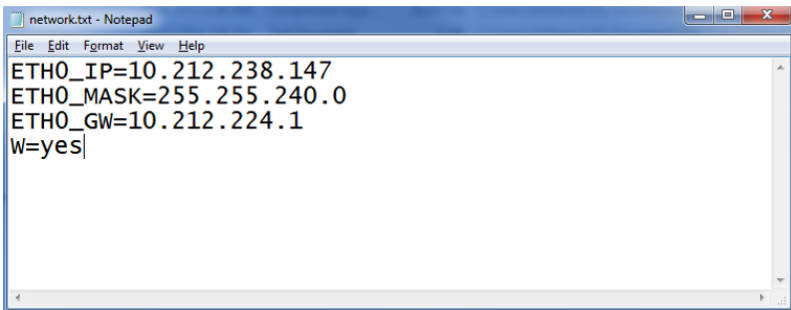 network.txt - Notepad
File Edit Format View Help
ETH0_IP=10.212.238.147
ETH0_MASK=255.255.240.0
ETH0_GW=10.212.224.1
W=yes